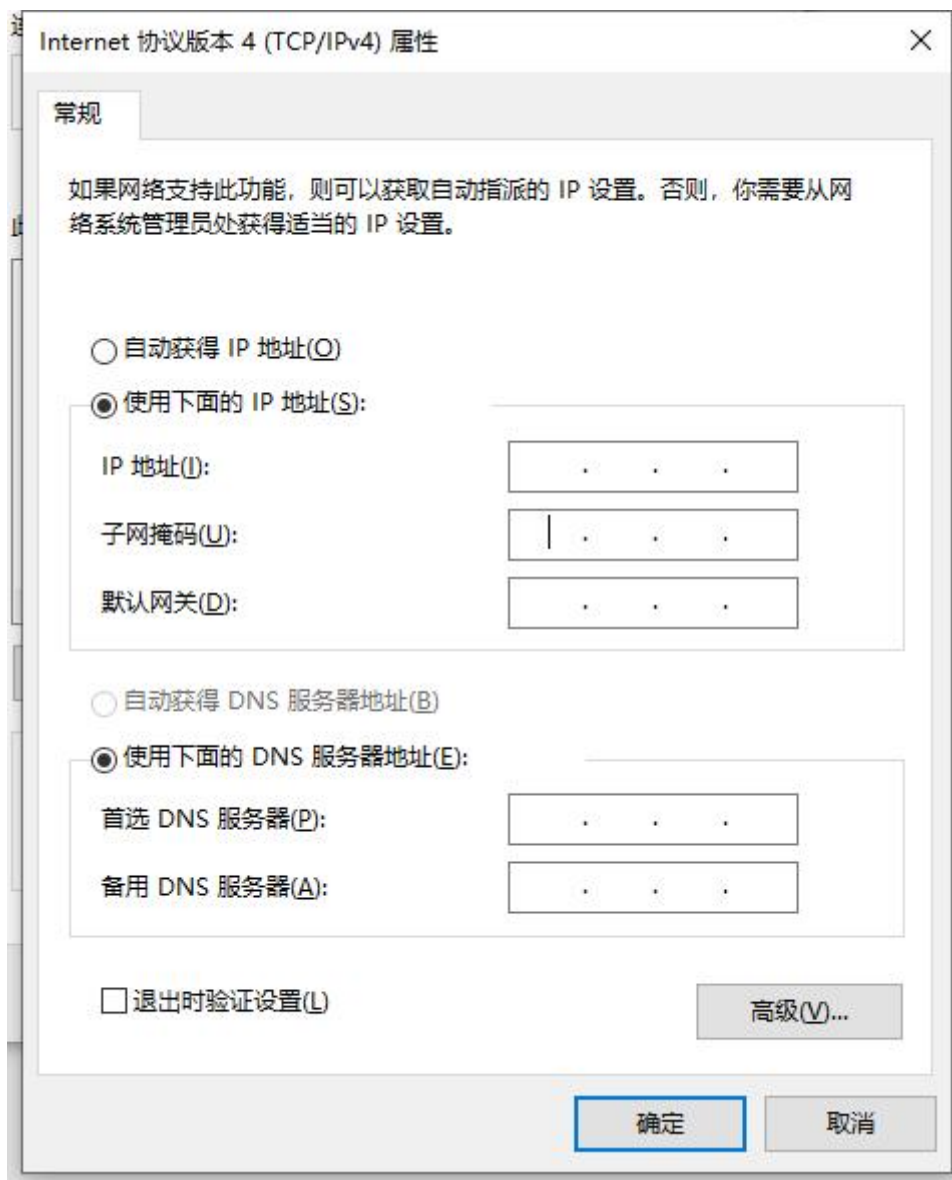 Internet 协议版本 4 (TCP/IPv4) 属性
常规
如果网络支持此功能，则可以获取自动指派的 IP 设置。否则，你需要从网
络系统管理员处获得适当的 IP 设置。
自动获得 IP 地址(O)
使用下面的 IP 地址(S):
IP 地址(I):
. . .
子网掩码(U):
. . .
默认网关(D):
. . .
自动获得 DNS 服务器地址(B)
使用下面的 DNS 服务器地址(E):
首选 DNS 服务器(P):
. . .
备用 DNS 服务器(A):
. . .
退出时验证设置(L)
高级(V)...
确定
取消